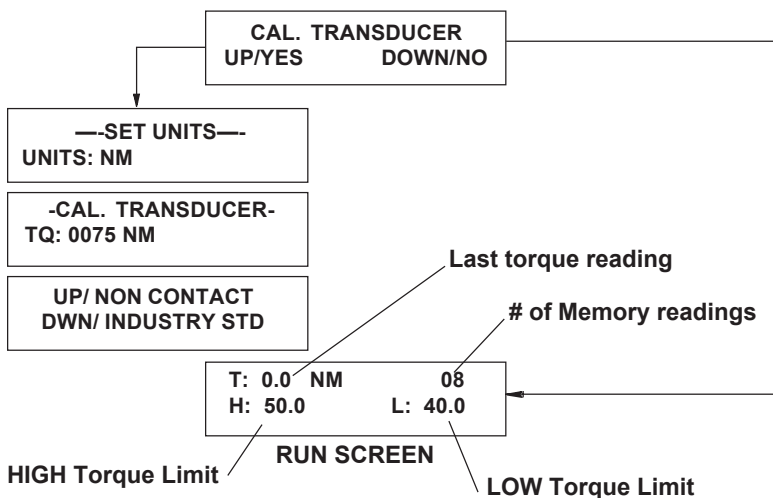 CAL. TRANSDUCER
UP/YES DOWN/NO
—-SET UNITS—-
UNITS: NM
-CAL. TRANSDUCER-
TQ: 0075 NM
Last torque reading
UP/ NON CONTACT
DWN/ INDUSTRY STD
# of Memory readings
T: 0.0 NM 08
H: 50.0 L: 40.0
RUN SCREEN
HIGH Torque Limit
LOW Torque Limit